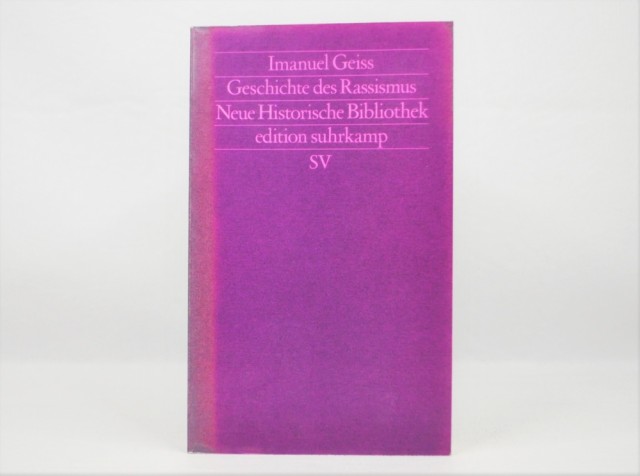 Imanuel Geiss
Geschichte des Rassismus
Neue Historische Bibliothek
edition suhrkamp
SV